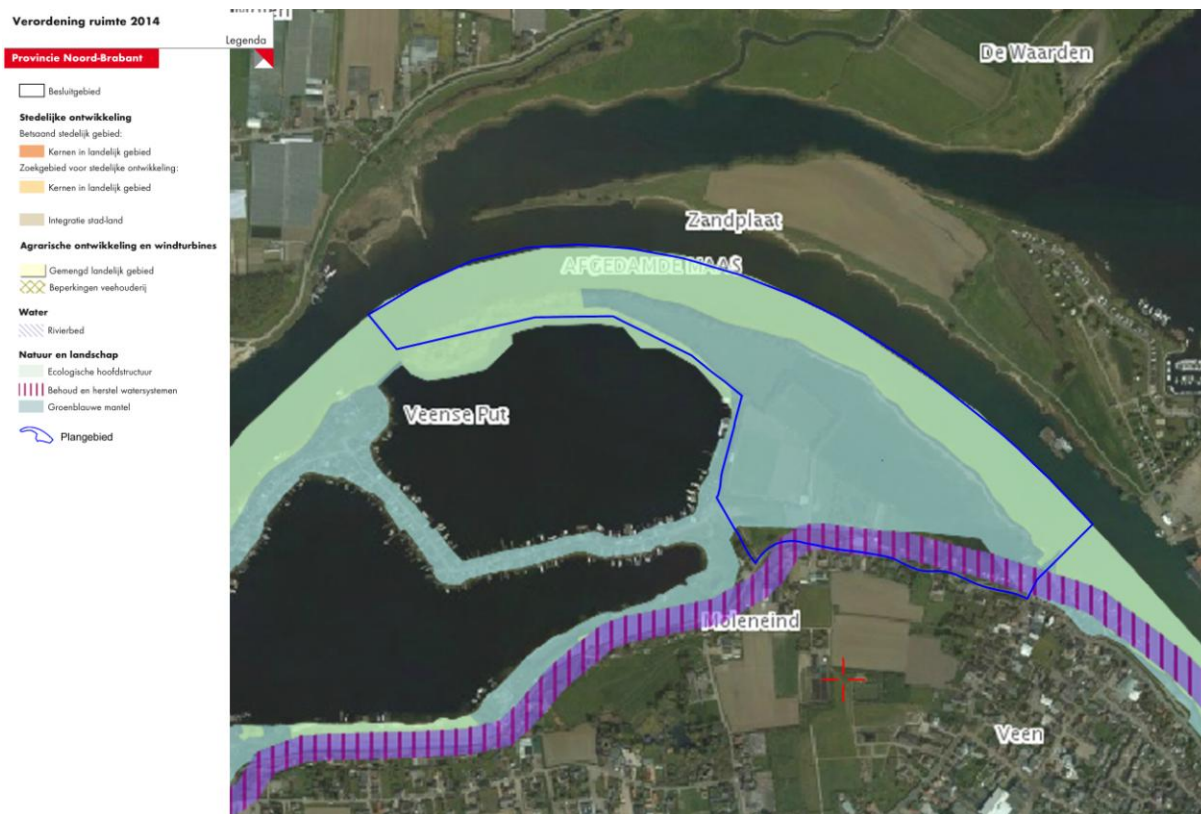 Verordening ruimte 2014
Legenda
Provincie Noord-Brabant
Besluitgebied
Stedelijke ontwikkeling
Betsaand stedelijk gebied:
Kernen in landelijk gebied
Zoekgebied voor stedelijke ontwikkeling:
Kernen in landelijk gebied
Integratie stad-land
Agrarische ontwikkeling en windturbines
Gemengd landelijk gebied
Beperkingen veehouderij
Water
Rivierbed
Natuur en landschap
Ecologische hoofdstructuur
Behoud en herstel watersystemen
Groenblauwe mantel
Plangebied
De Waarden
Zandplaat
AFGEDAMDE MAAS
Veense Put
Moleneind
Veen